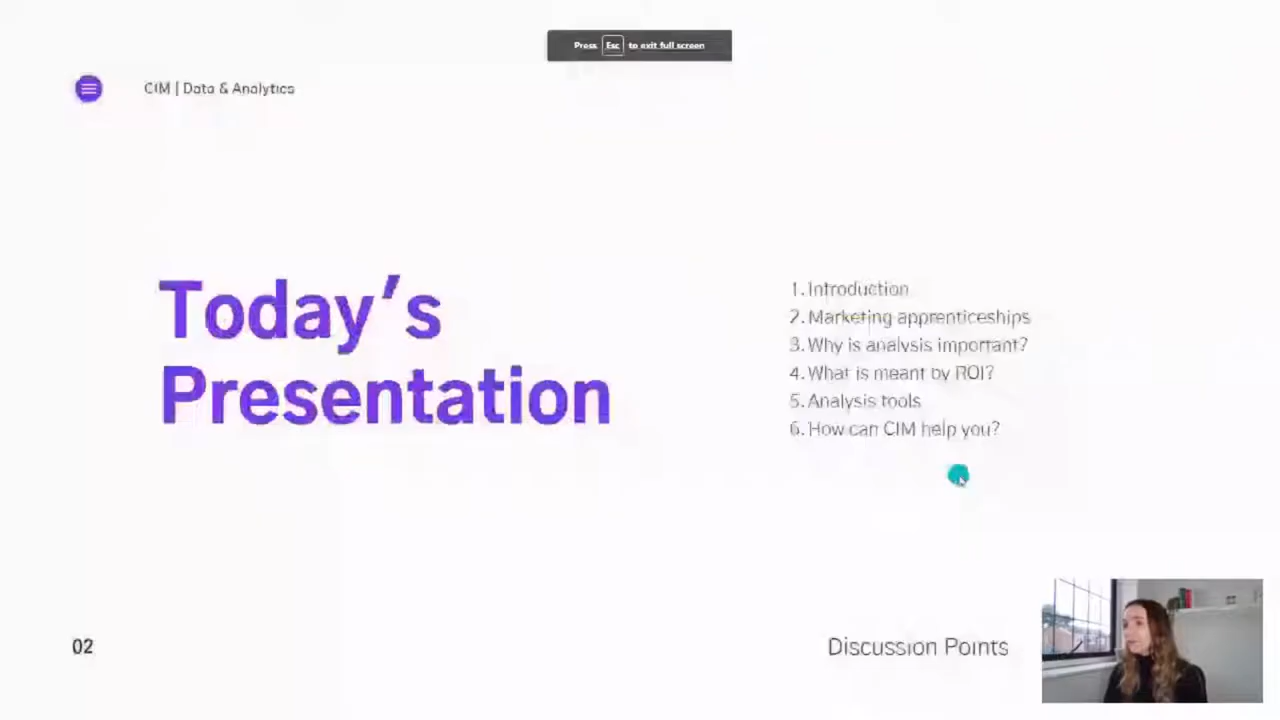 Press Esc to exit full screen
CIM | Data & Analytics
Today's
Presentation
1. Introduction
2. Marketing apprenticeships
3. Why is analysis important?
4. What is meant by ROI?
5. Analysis tools
6. How can CIM help you?
02
Discussion Points